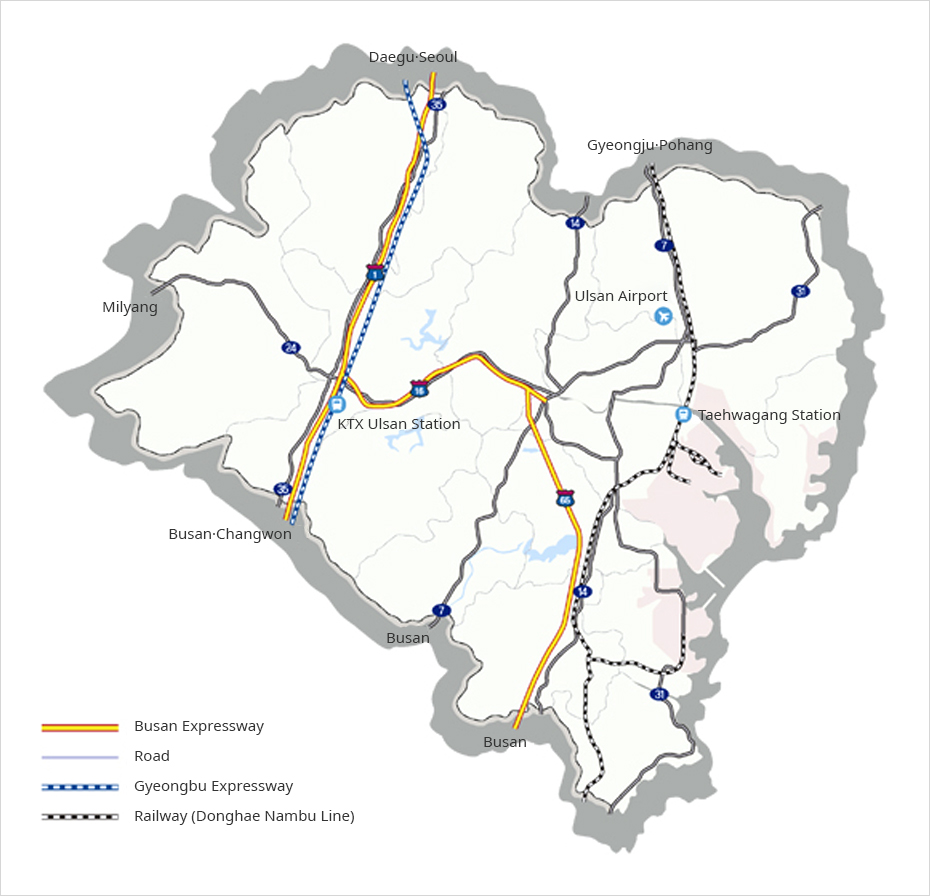 Daegu·Seoul
35
Gyeongju·Pohang
14
7
1
Ulsan Airport
31
Milyang
24
16
KTX Ulsan Station
Taehwagang Station
35
65
Busan·Changwon
14
7
Busan
31
Busan
Busan Expressway
Road
Gyeongbu Expressway
Railway (Donghae Nambu Line)